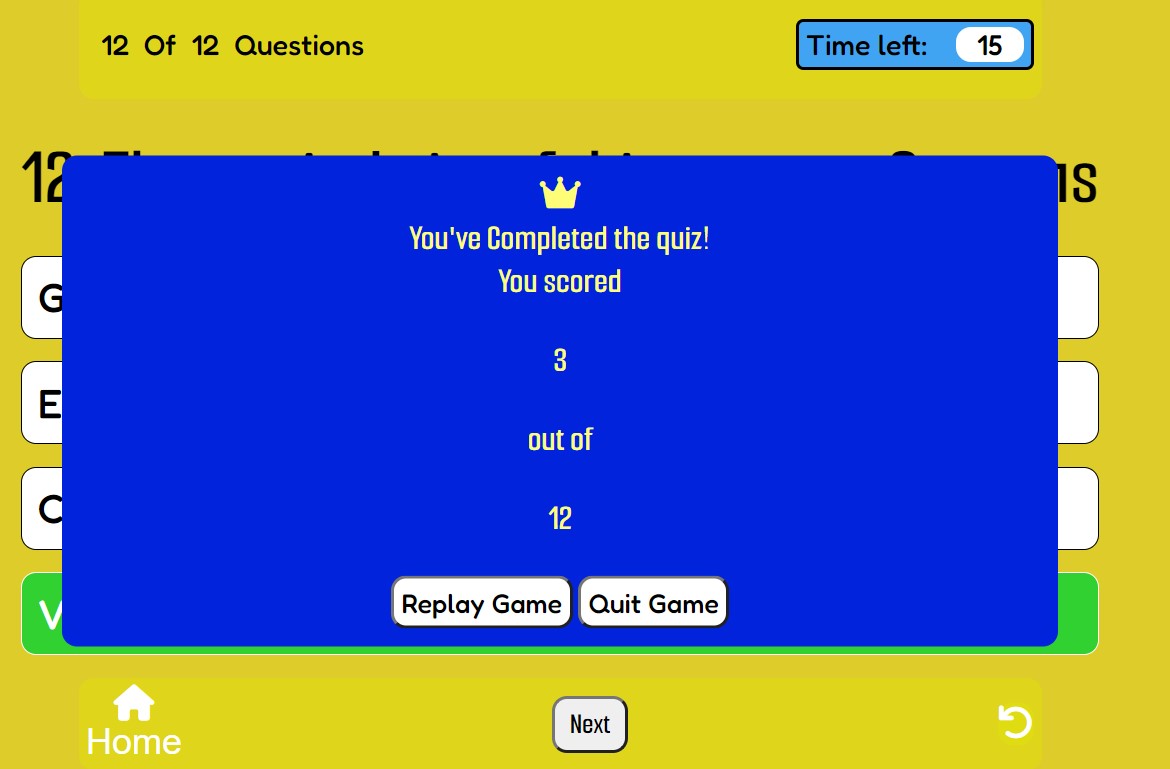 12 Of 12 Questions
Time left: 15
12
You've Completed the quiz!
You scored
3
out of
12
Replay Game
Quit Game
G
E
C
V
Home
Next